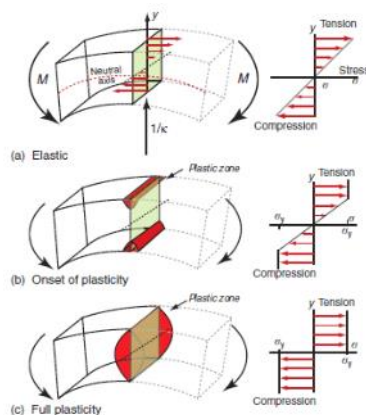 y
Tension
Neutral
axis
M
M
Stress
σ
σ
1/κ
Compression
(a) Elastic
Plastic zone
y
Tension
σy
σ
σy
Compression
(b) Onset of plasticity
Plastic zone
y
Tension
σy
σ
σy
Compression
(c) Full plasticity